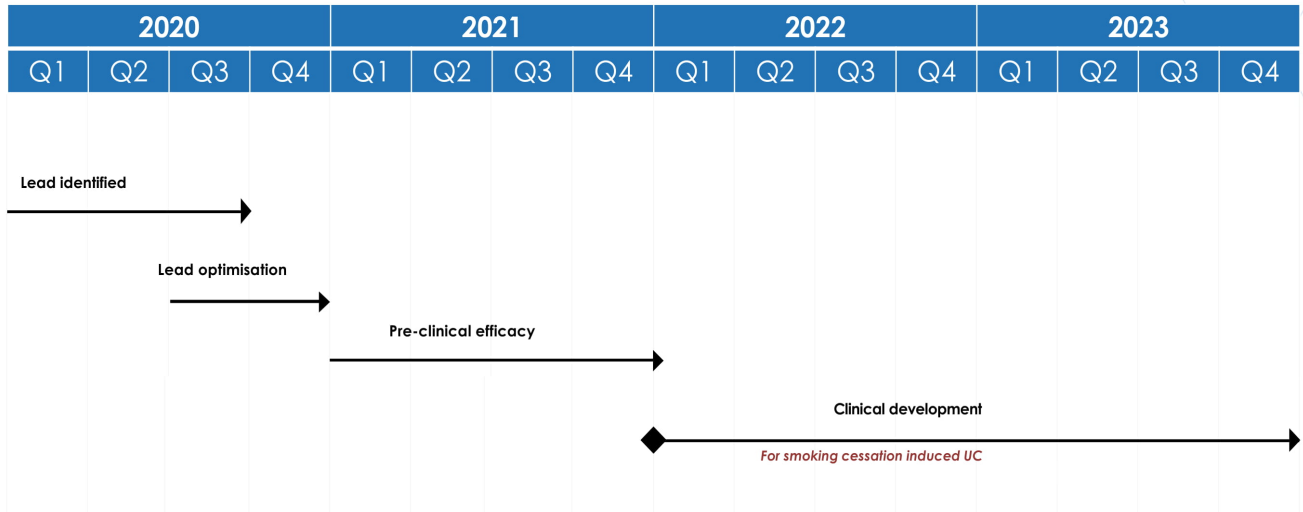 2020 2021 2022 2023
Q1 Q2 Q3 Q4 Q1 Q2 Q3 Q4 Q1 Q2 Q3 Q4 Q1 Q2 Q3 Q4
Lead identified
Lead optimisation
Pre-clinical efficacy
Clinical development
For smoking cessation induced UC